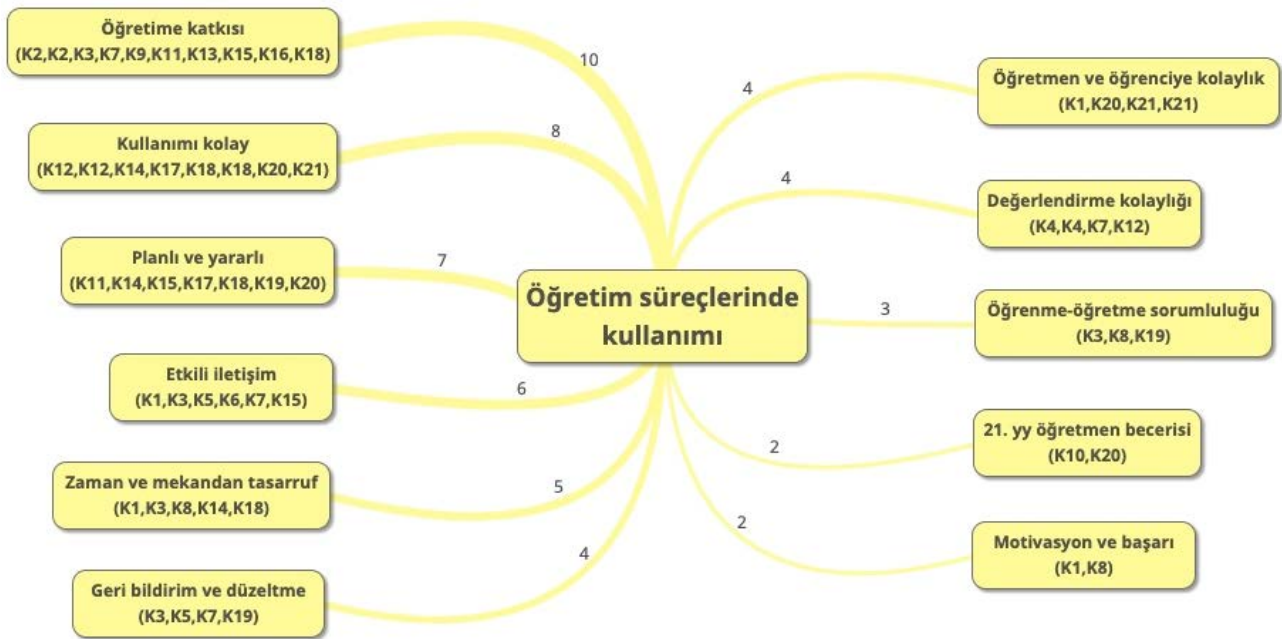 Öğretime katkısı
(K2,K2,K3,K7,K9,K11,K13,K15,K16,K18)
10
Kullanımı kolay
(K12,K12,K14,K17,K18,K18,K20,K21)
8
Planlı ve yararlı
(K11,K14,K15,K17,K18,K19,K20)
7
Etkili iletişim
(K1,K3,K5,K6,K7,K15)
6
Zaman ve mekandan tasarruf
(K1,K3,K8,K14,K18)
5
Geri bildirim ve düzeltme
(K3,K5,K7,K19)
4
Öğretim süreçlerinde
kullanımı
4
Öğretmen ve öğrenciye kolaylık
(K1,K20,K21,K21)
4
Değerlendirme kolaylığı
(K4,K4,K7,K12)
3
Öğrenme-öğretme sorumluluğu
(K3,K8,K19)
2
21. yy öğretmen becerisi
(K10,K20)
2
Motivasyon ve başarı
(K1,K8)